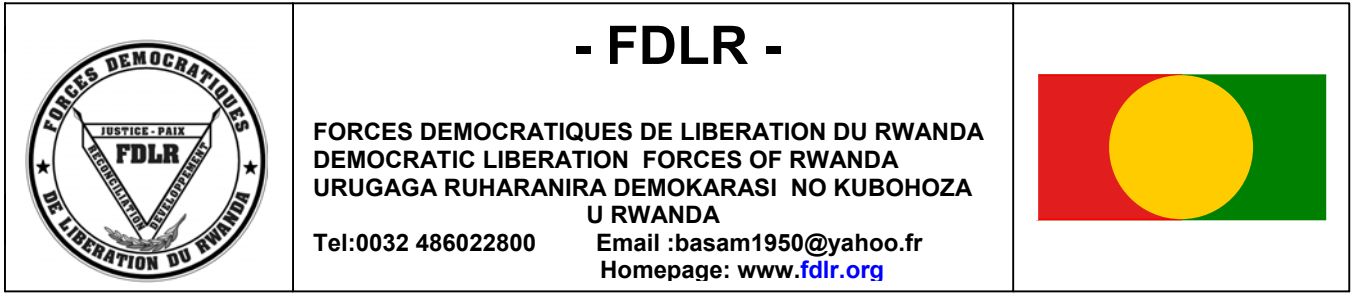 FORCES DEMOCRATIQUES
DE LIBERATION DU RWANDA
JUSTICE - PAIX
FDLR
RECONCILIATION
DEVELOPPEMENT
- FDLR -
FORCES DEMOCRATIQUES DE LIBERATION DU RWANDA
DEMOCRATIC LIBERATION FORCES OF RWANDA
URUGAGA RUHARANIRA DEMOKARASI NO KUBOHOZA
U RWANDA
Tel:0032 486022800 Email :basam1950@yahoo.fr
Homepage: www.fdlr.org